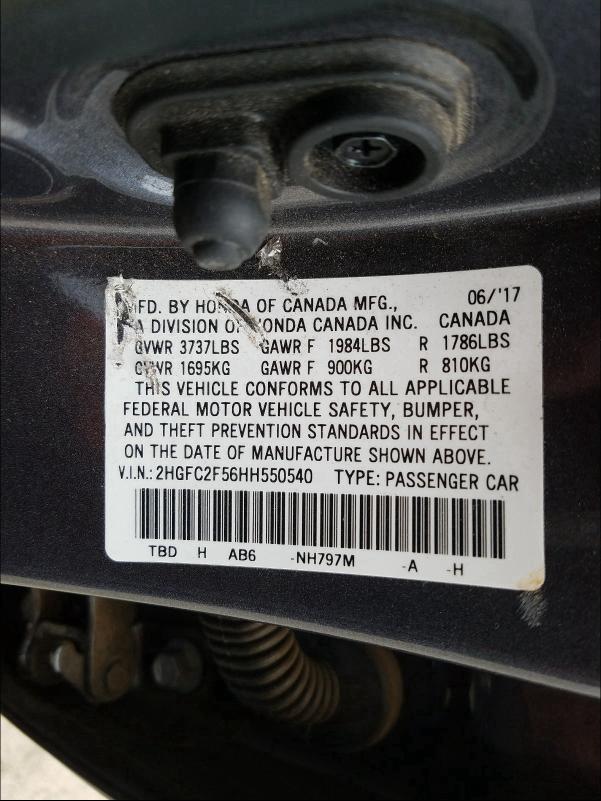 MFD. BY HONDA OF CANADA MFG., 06/'17
A DIVISION OF HONDA CANADA INC. CANADA
GVWR 3737LBS GAWR F 1984LBS R 1786LBS
GVWR 1695KG GAWR F 900KG R 810KG
THIS VEHICLE CONFORMS TO ALL APPLICABLE
FEDERAL MOTOR VEHICLE SAFETY, BUMPER,
AND THEFT PREVENTION STANDARDS IN EFFECT
ON THE DATE OF MANUFACTURE SHOWN ABOVE.
V.I.N.: 2HGFC2F56HH550540 TYPE: PASSENGER CAR
TBD H AB6 -NH797M -A -H